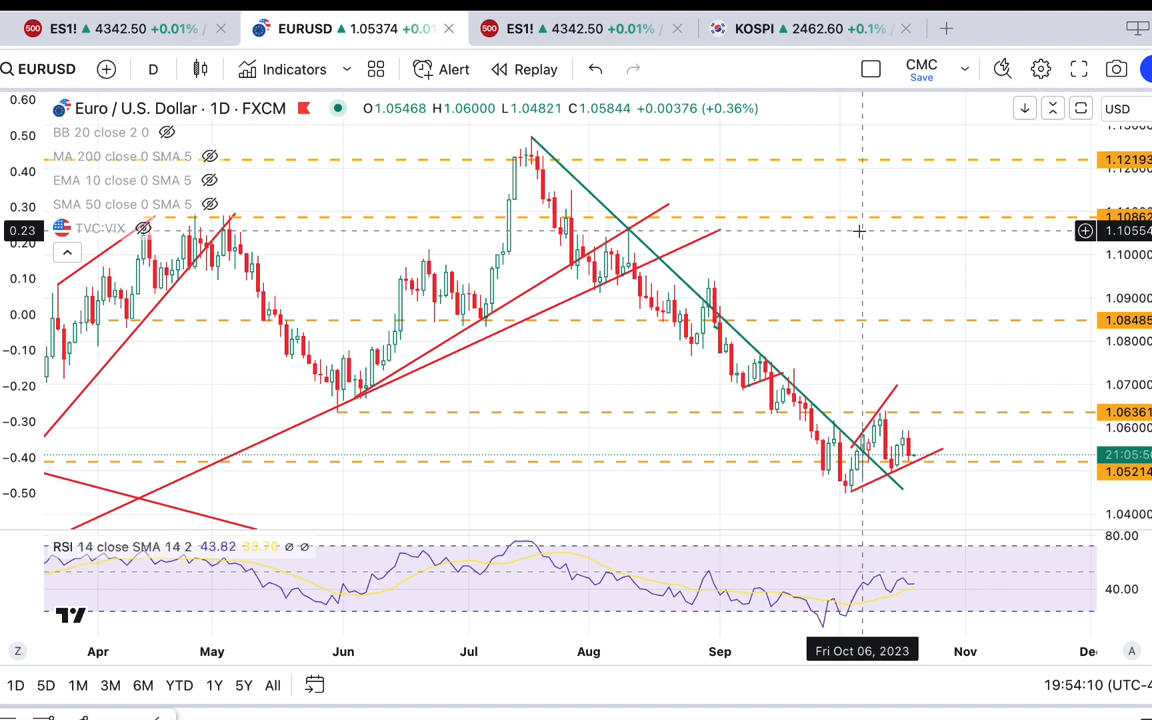 500 ES1! ▲ 4342.50 +0.01% / EURUSD ▲ 1.05374 +0.0 500 ES1! ▲ 4342.50 +0.01% / KOSPI ▲ 2462.60 +0.1% /
EURUSD D Indicators Alert Replay CMC Save
Euro / U.S. Dollar · 1D · FXCM O1.05468 H1.06000 L1.04821 C1.05844 +0.00376 (+0.36%) USD
BB 20 close 2 0
MA 200 close 0 SMA 5
EMA 10 close 0 SMA 5
SMA 50 close 0 SMA 5
TVC:VIX
0.60
0.50
0.40
0.30
0.23
0.20
0.10
0.00
−0.10
−0.20
−0.30
−0.40
−0.50
1.12193
1.10862
1.10554
1.10000
1.09000
1.08485
1.08000
1.07000
1.06361
1.06000
21:05:5
1.05214
1.04000
RSI 14 close SMA 14 2 43.82 ∅ ∅
80.00
40.00
Z Apr May Jun Jul Aug Sep Fri Oct 06, 2023 Nov A
1D 5D 1M 3M 6M YTD 1Y 5Y All 19:54:10 (UTC-4